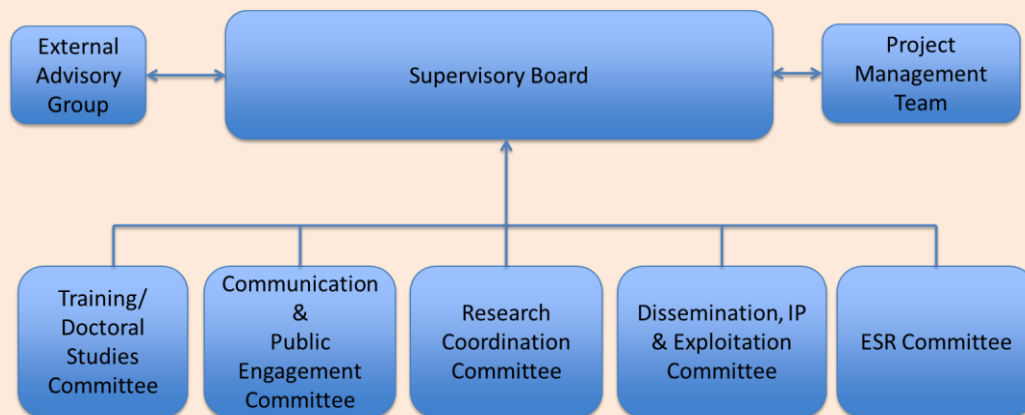 External
Advisory
Group
Supervisory Board
Project
Management
Team
Training/
Doctoral
Studies
Committee
Communication
&
Public
Engagement
Committee
Research
Coordination
Committee
Dissemination, IP
& Exploitation
Committee
ESR Committee